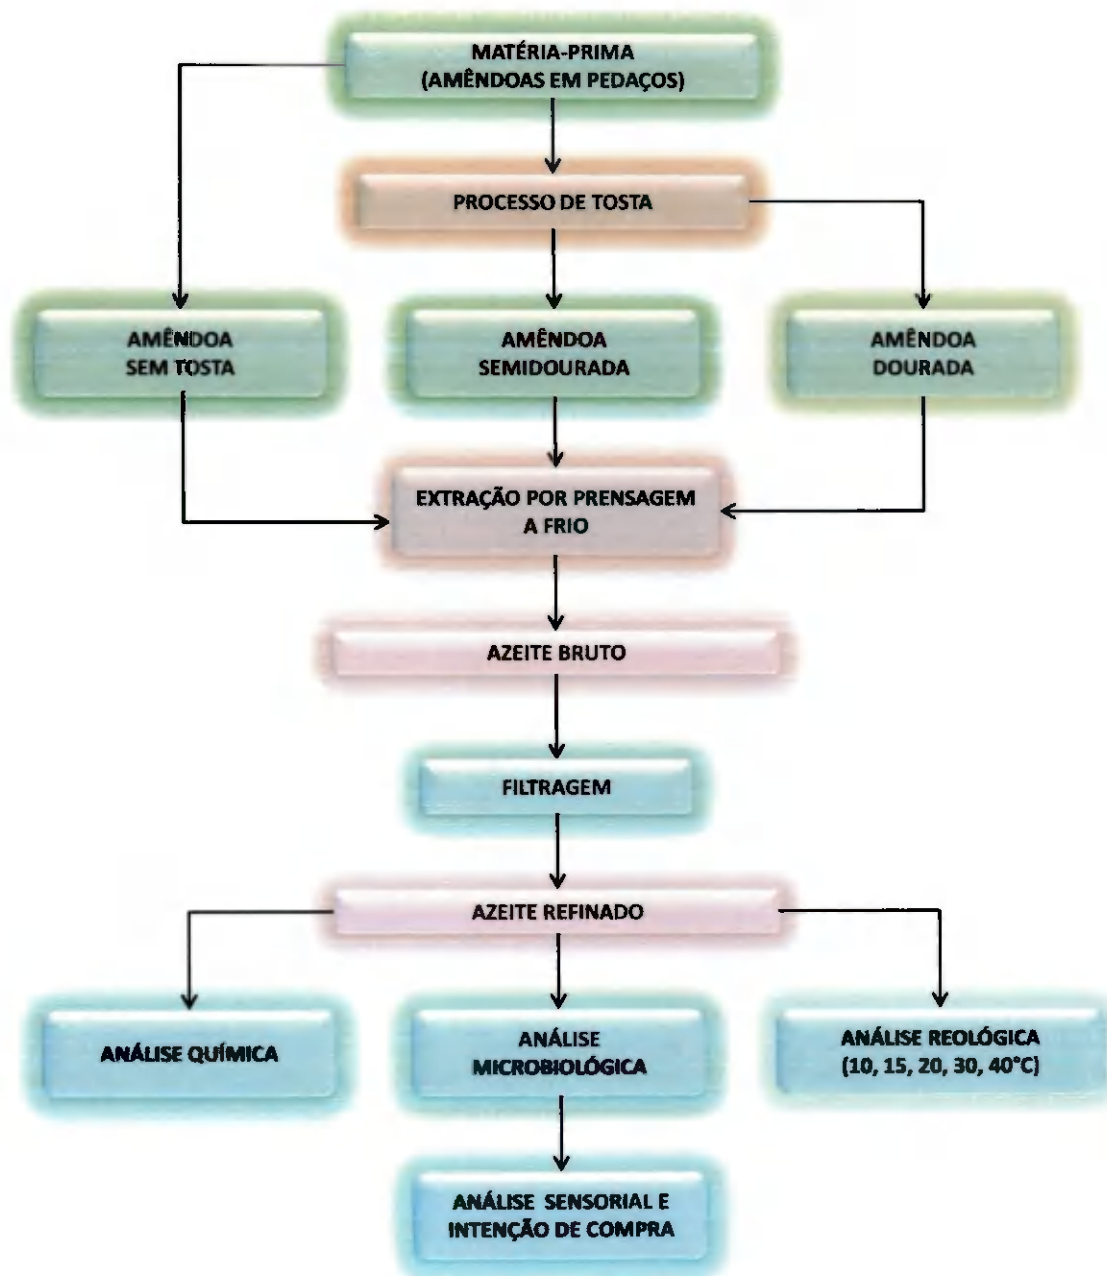 MATÉRIA-PRIMA
(AMÊNDOAS EM PEDAÇOS)
PROCESSO DE TOSTA
AMÊNDOA
SEM TOSTA
AMÊNDOA
SEMIDOURADA
AMÊNDOA
DOURADA
EXTRAÇÃO POR PRENSAGEM
A FRIO
AZEITE BRUTO
FILTRAGEM
AZEITE REFINADO
ANÁLISE QUÍMICA
ANÁLISE
MICROBIOLÓGICA
ANÁLISE REOLÓGICA
(10, 15, 20, 30, 40°C)
ANÁLISE SENSORIAL E
INTENÇÃO DE COMPRA